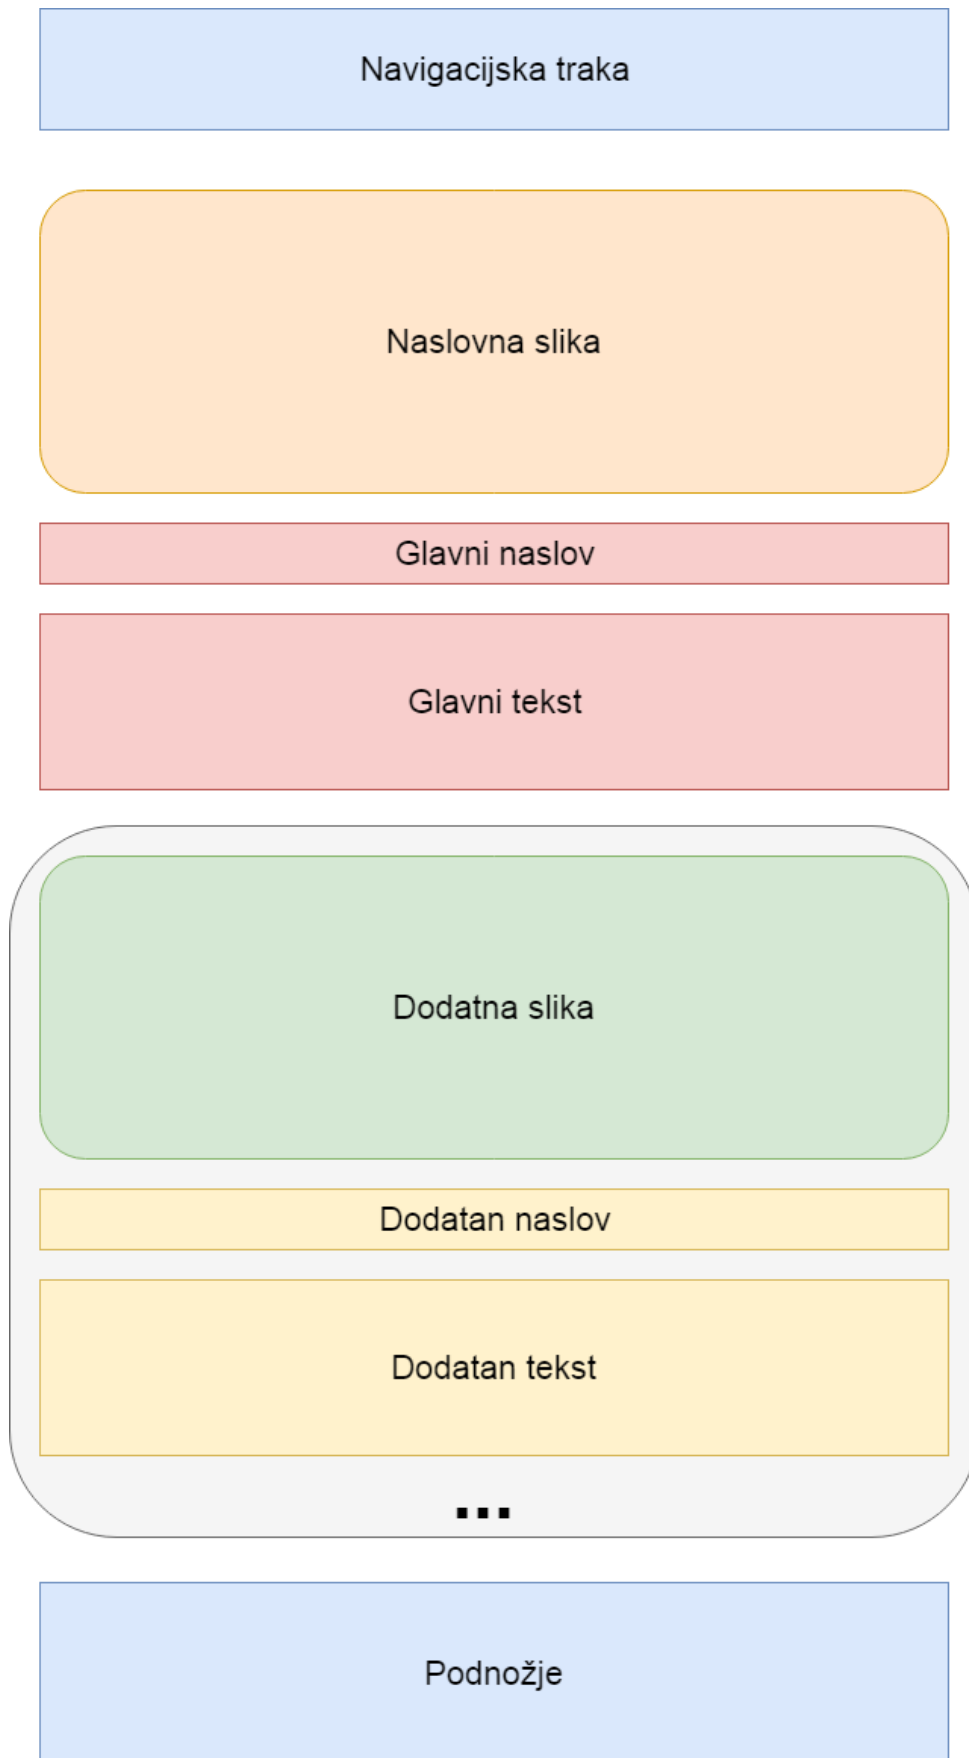 Navigacijska traka
Naslovna slika
Glavni naslov
Glavni tekst
Dodatna slika
Dodatan naslov
Dodatan tekst
...
Podnožje